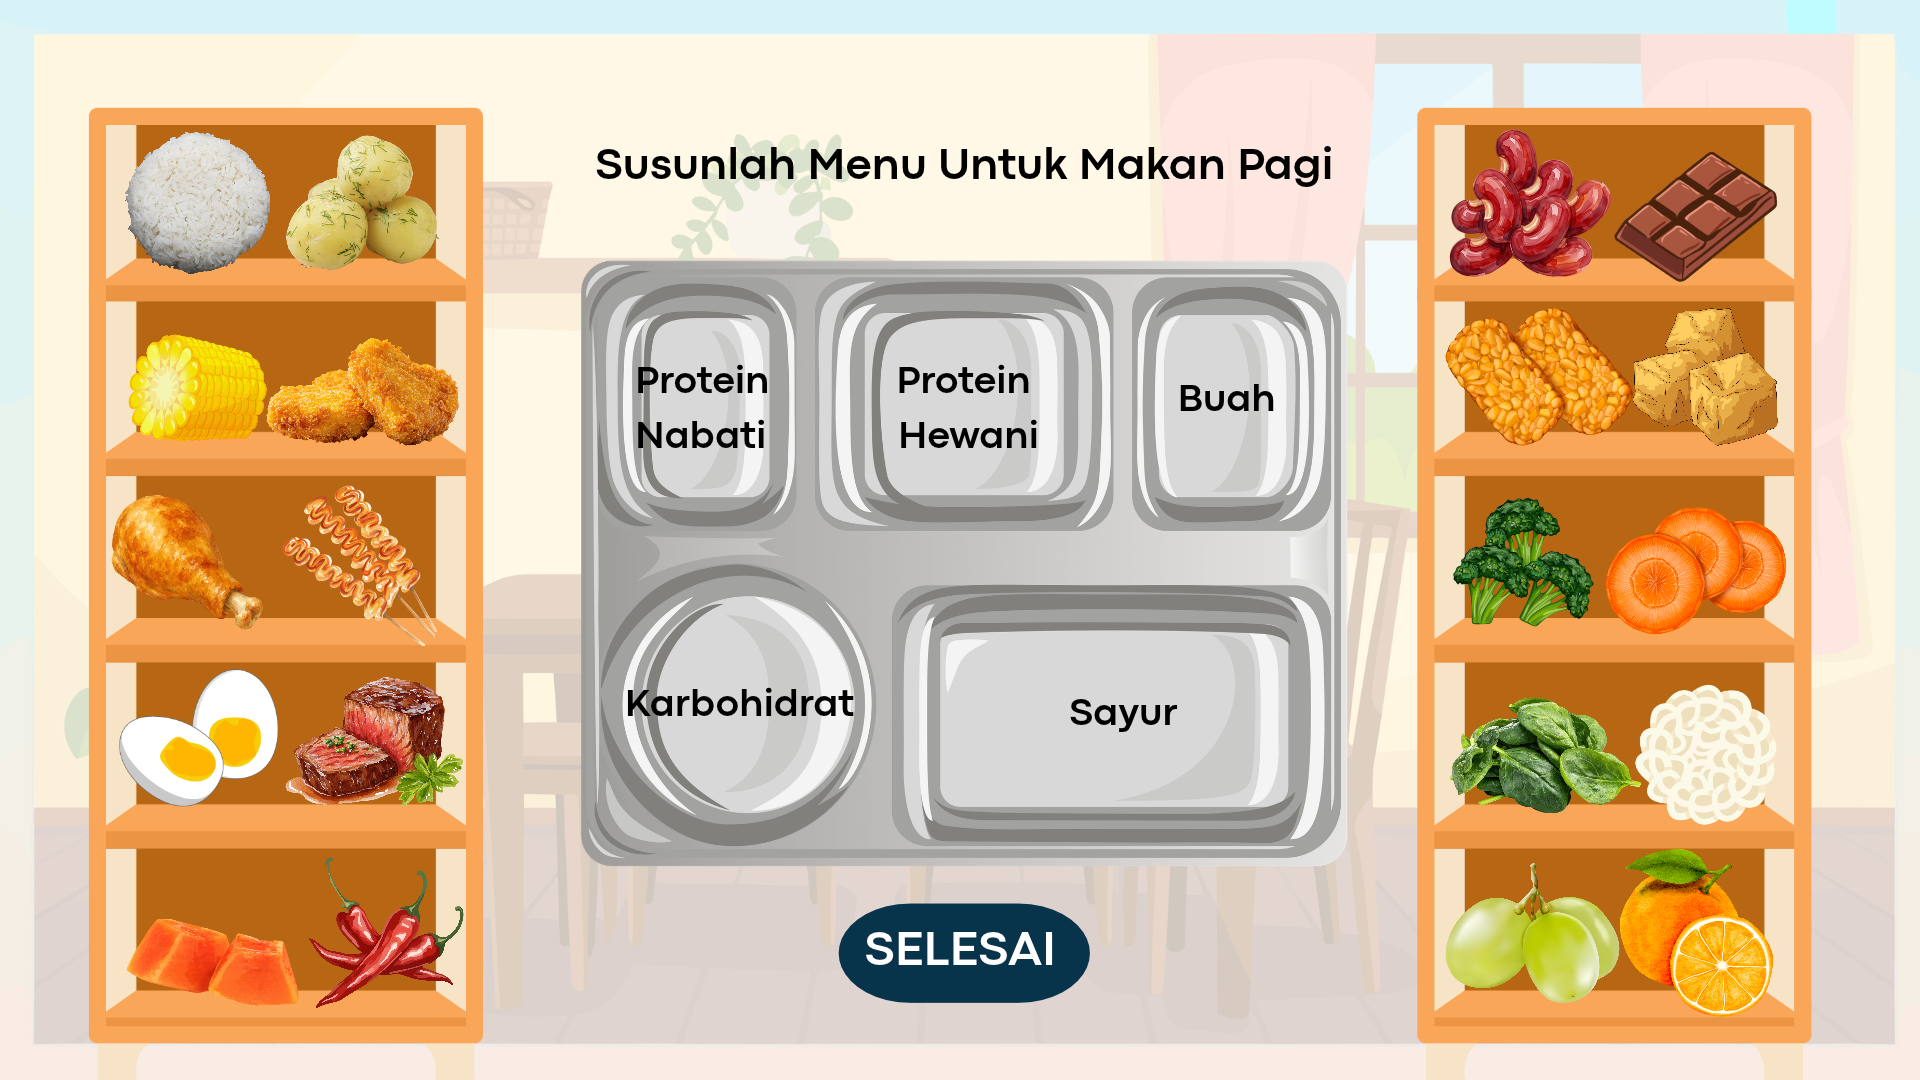 Susunlah Menu Untuk Makan Pagi
Protein
Nabati
Protein
Hewani
Buah
Karbohidrat
Sayur
SELESAI